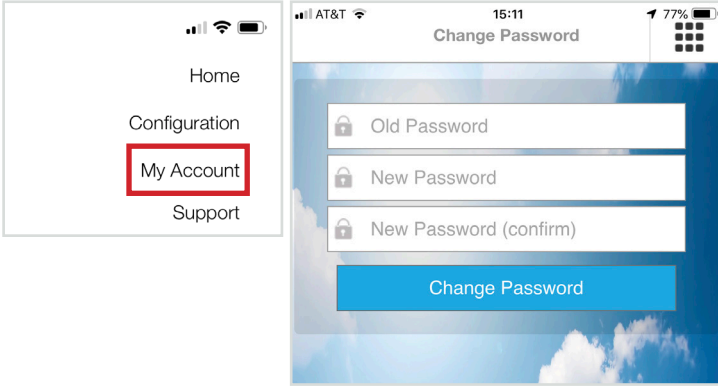 Home
Configuration
My Account
Support
AT&T 15:11 77%
Change Password
Old Password
New Password
New Password (confirm)
Change Password